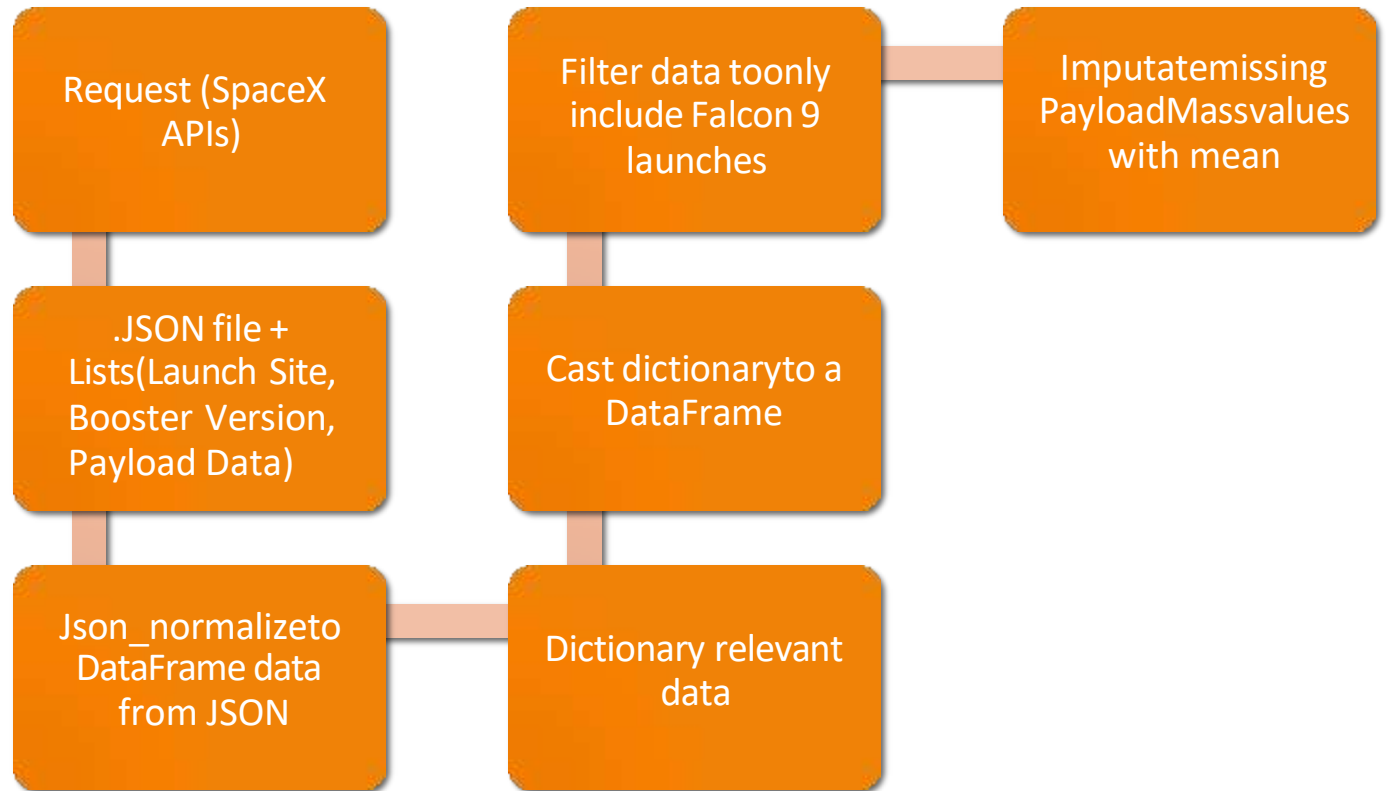 Request (SpaceX
APIs)
.JSON file +
Lists(Launch Site,
Booster Version,
Payload Data)
Json_normalizeto
DataFrame data
from JSON
Dictionary relevant
data
Cast dictionaryto a
DataFrame
Filter data toonly
include Falcon 9
launches
Imputatemissing
PayloadMassvalues
with mean